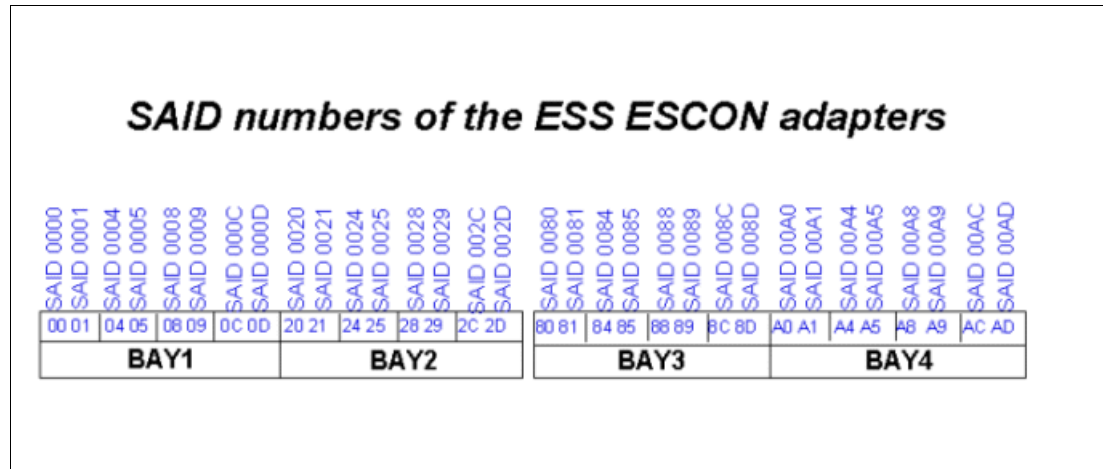 SAID numbers of the ESS ESCON adapters
SAID 0000
SAID 0001
SAID 0004
SAID 0005
SAID 0008
SAID 0009
SAID 000C
SAID 000D
SAID 0020
SAID 0021
SAID 0024
SAID 0025
SAID 0028
SAID 0029
SAID 002C
SAID 002D
SAID 0080
SAID 0081
SAID 0084
SAID 0085
SAID 0088
SAID 0089
SAID 008C
SAID 008D
SAID 00A0
SAID 00A1
SAID 00A4
SAID 00A5
SAID 00A8
SAID 00A9
SAID 00AC
SAID 00AD
00 01 04 05 08 09 0C 0D 20 21 24 25 28 29 2C 2D 80 81 84 85 88 89 8C 8D A0 A1 A4 A5 A8 A9 AC AD
BAY1 BAY2 BAY3 BAY4